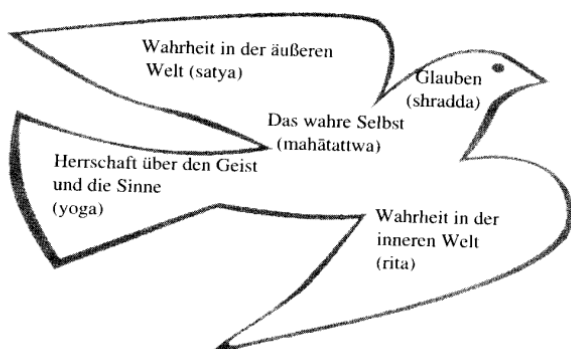 Wahrheit in der äußeren
Welt (satya)
Glauben
(shradda)
Das wahre Selbst
(mahātattwa)
Herrschaft über den Geist
und die Sinne
(yoga)
Wahrheit in der
inneren Welt
(rita)